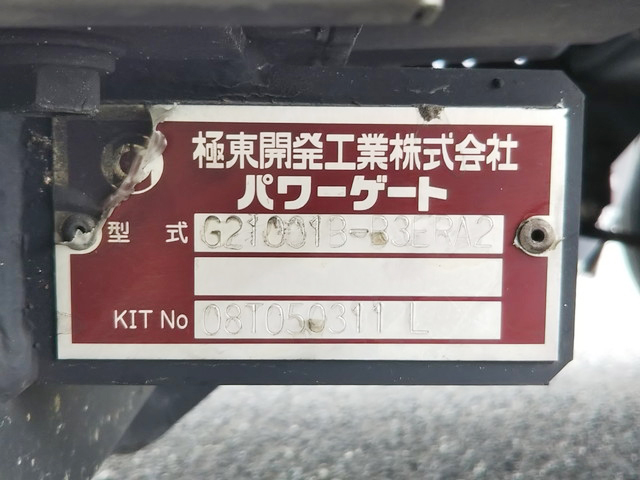 極東開発工業株式会社
パワーゲート
型 式 G21001B-B3ERA2
KIT No 08T050311 L